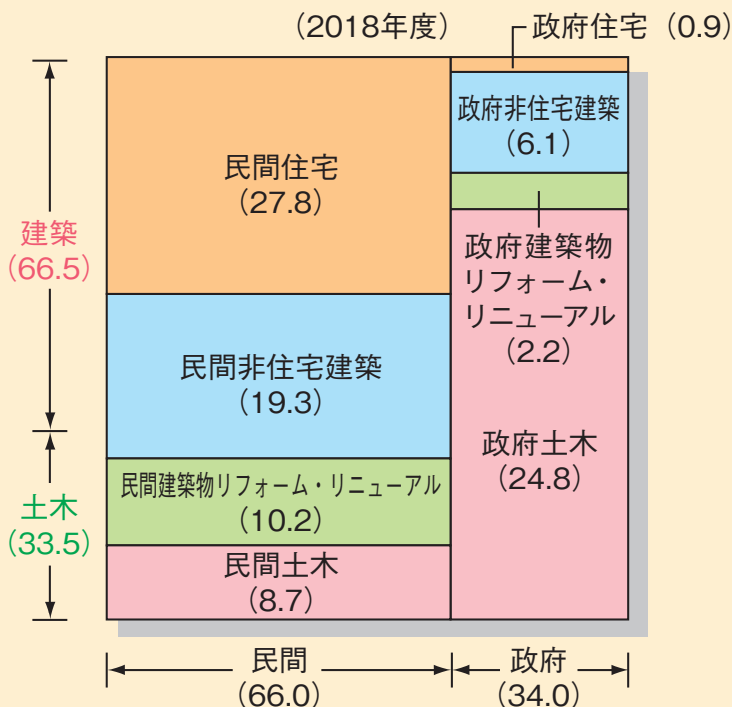 （2018年度）
政府住宅（0.9）
民間住宅
（27.8）
政府非住宅建築
（6.1）
建築
（66.5）
政府建築物
リフォーム・
リニューアル
（2.2）
民間非住宅建築
（19.3）
政府土木
（24.8）
民間建築物リフォーム・リニューアル
（10.2）
土木
（33.5）
民間土木
（8.7）
民間
（66.0）
政府
（34.0）